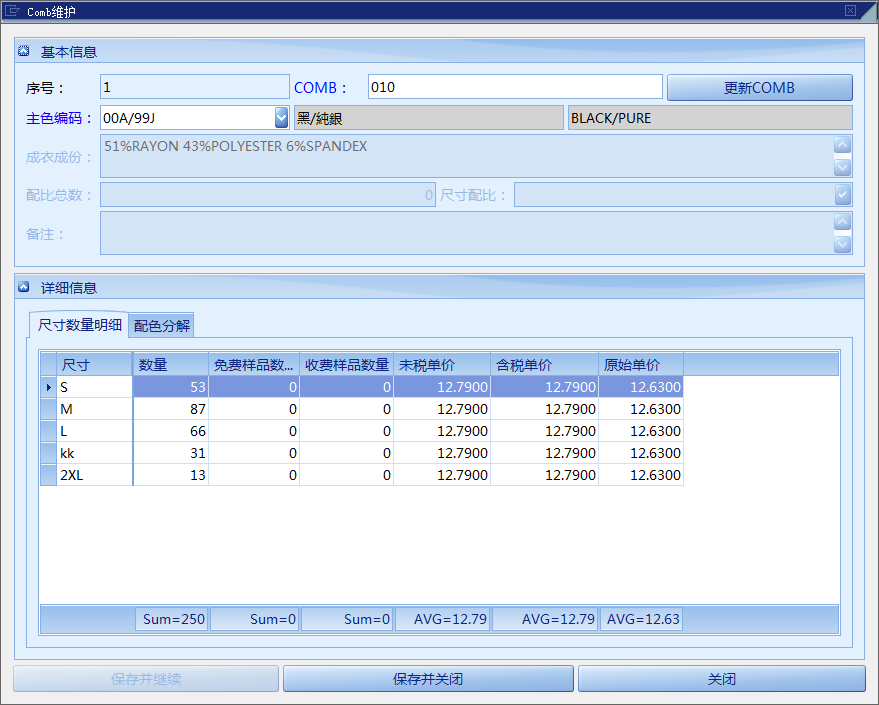 Comb维护
基本信息
序号： 1 COMB： 010 更新COMB
主色编码： 00A/99J 黑/純銀 BLACK/PURE
成衣成份： 51%RAYON 43%POLYESTER 6%SPANDEX
配比总数： 0 尺寸配比：
备注：
详细信息
尺寸数量明细 配色分解
尺寸 数量 免费样品数... 收费样品数量 未税单价 含税单价 原始单价
S 53 0 0 12.7900 12.7900 12.6300
M 87 0 0 12.7900 12.7900 12.6300
L 66 0 0 12.7900 12.7900 12.6300
kk 31 0 0 12.7900 12.7900 12.6300
2XL 13 0 0 12.7900 12.7900 12.6300
Sum=250 Sum=0 Sum=0 AVG=12.79 AVG=12.79 AVG=12.63
保存并继续 保存并关闭 关闭